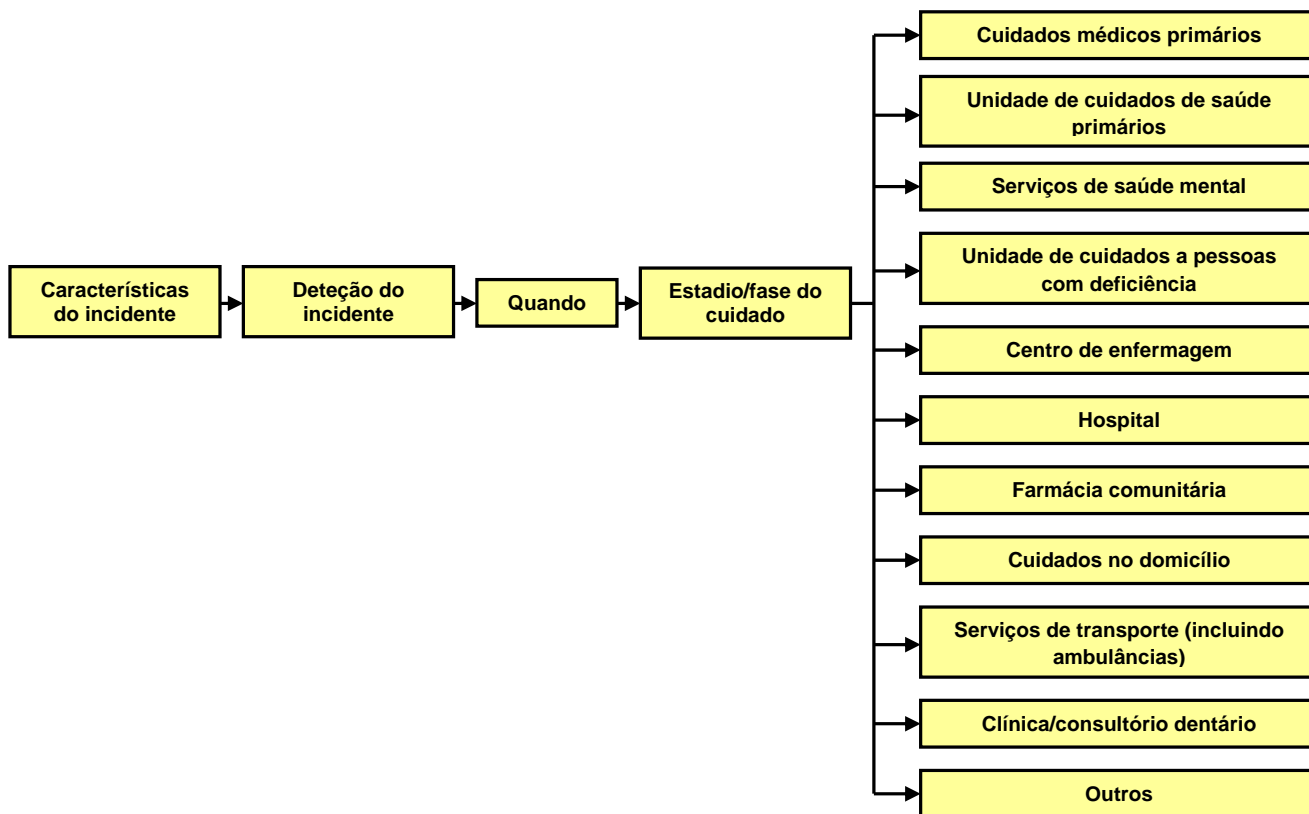 Cuidados médicos primários
Unidade de cuidados de saúde
primários
Serviços de saúde mental
Unidade de cuidados a pessoas
com deficiência
Características
do incidente
Deteção do
incidente
Quando
Estadio/fase do
cuidado
Centro de enfermagem
Hospital
Farmácia comunitária
Cuidados no domicílio
Serviços de transporte (incluindo
ambulâncias)
Clínica/consultório dentário
Outros